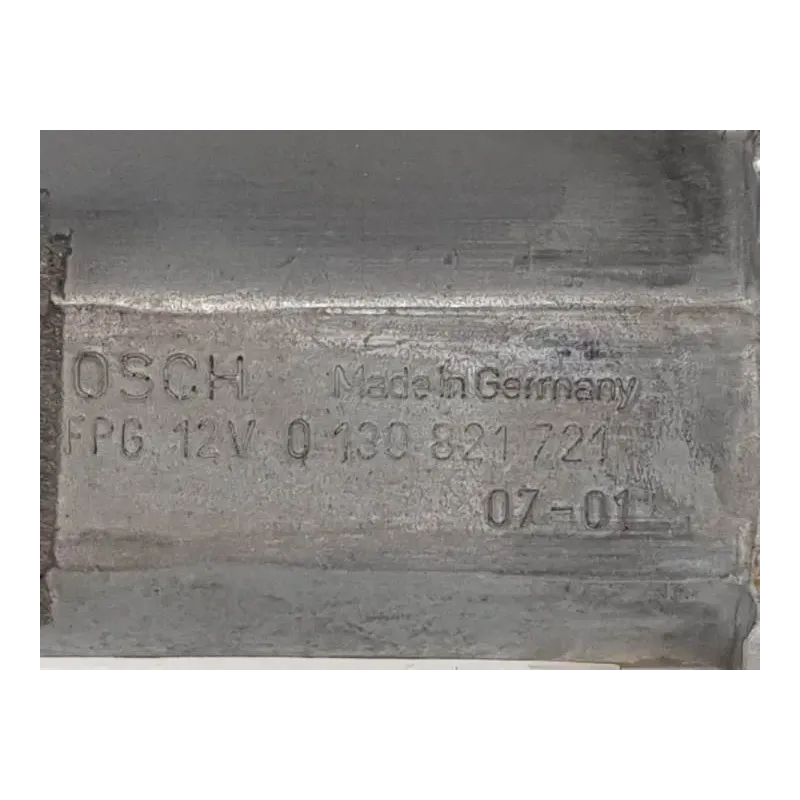 OSCH Made in Germany
FPG 12V 0 130 821 721
07-01